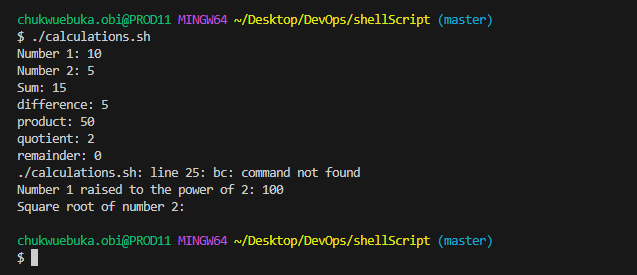 chukwuebuka.obi@PROD11 MINGW64 ~/Desktop/DevOps/shellScript (master)
$ ./calculations.sh
Number 1: 10
Number 2: 5
Sum: 15
difference: 5
product: 50
quotient: 2
remainder: 0
./calculations.sh: line 25: bc: command not found
Number 1 raised to the power of 2: 100
Square root of number 2:
chukwuebuka.obi@PROD11 MINGW64 ~/Desktop/DevOps/shellScript (master)
$